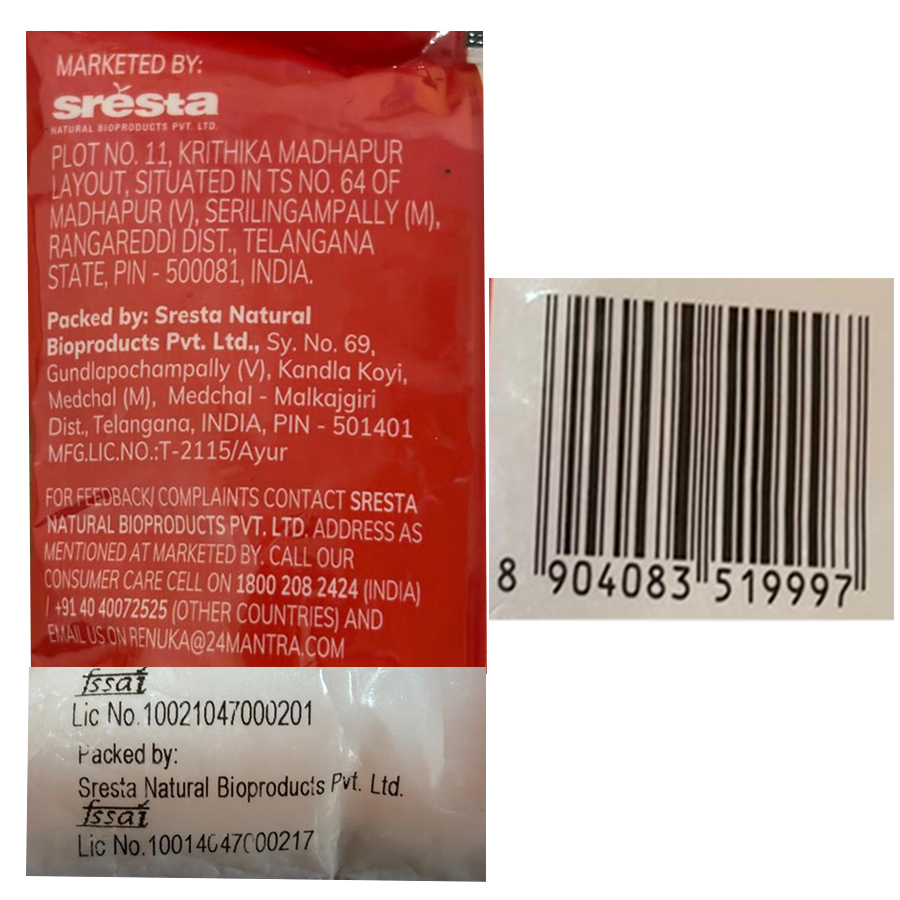 MARKETED BY:
srésta
NATURAL BIOPRODUCTS PVT. LTD.
PLOT NO. 11, KRITHIKA MADHAPUR
LAYOUT, SITUATED IN TS NO. 64 OF
MADHAPUR (V), SERILINGAMPALLY (M),
RANGAREDDI DIST., TELANGANA
STATE, PIN - 500081, INDIA.
Packed by: Sresta Natural
Bioproducts Pvt. Ltd., Sy. No. 69,
Gundlapochampally (V), Kandla Koyi,
Medchal (M), Medchal - Malkajgiri
Dist., Telangana, INDIA, PIN - 501401
MFG.LIC.NO.:T-2115/Ayur
FOR FEEDBACK/ COMPLAINTS CONTACT SRESTA
NATURAL BIOPRODUCTS PVT. LTD. ADDRESS AS
MENTIONED AT MARKETED BY. CALL OUR
CONSUMER CARE CELL ON 1800 208 2424 (INDIA)
/ +91 40 40072525 (OTHER COUNTRIES) AND
EMAIL US ON RENUKA@24MANTRA.COM
fssai
Lic No.10021047000201
Packed by:
Sresta Natural Bioproducts Pvt. Ltd.
fssai
Lic No.10014047000217
8 904083 519997